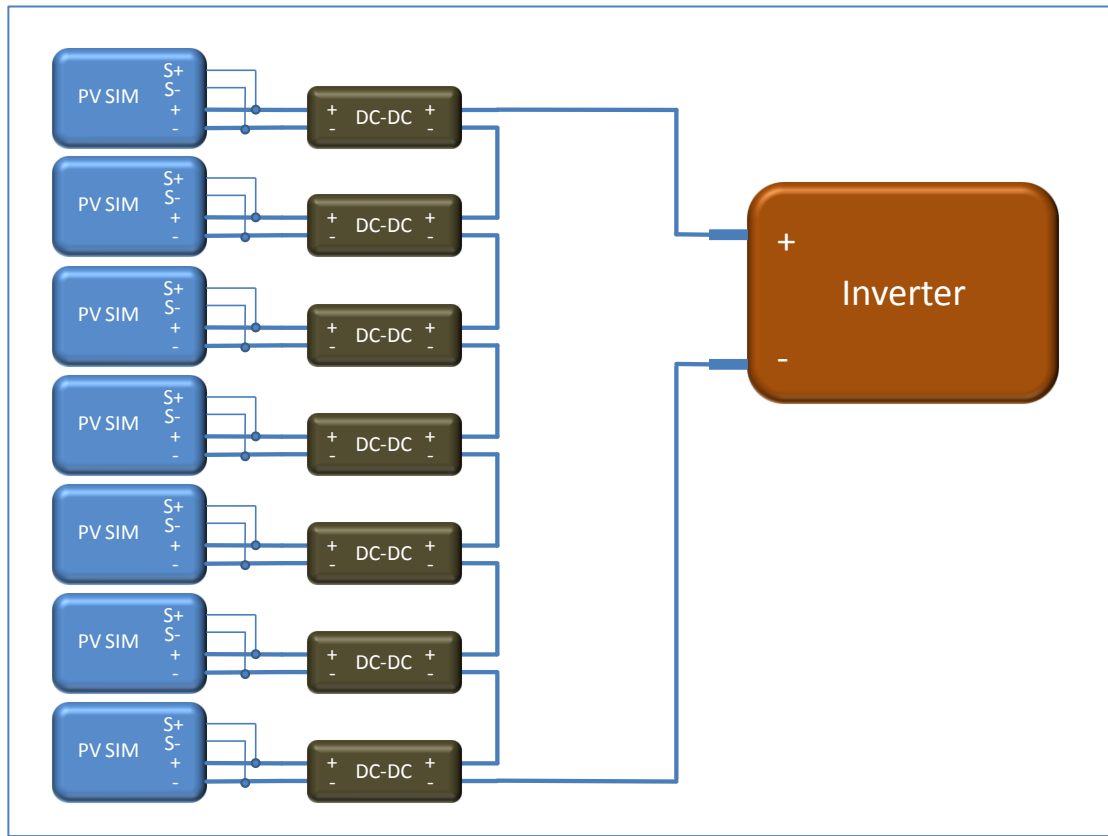 S+
PV SIM S-
+ + DC-DC +
- - -
S+
PV SIM S-
+ + DC-DC +
- - -
+
S+
PV SIM S-
Inverter
+ + DC-DC +
- - -
-
S+
PV SIM S-
+ + DC-DC +
- - -
S+
PV SIM S-
+ + DC-DC +
- - -
S+
PV SIM S-
+ + DC-DC +
- - -
S+
PV SIM S-
+ + DC-DC +
- - -